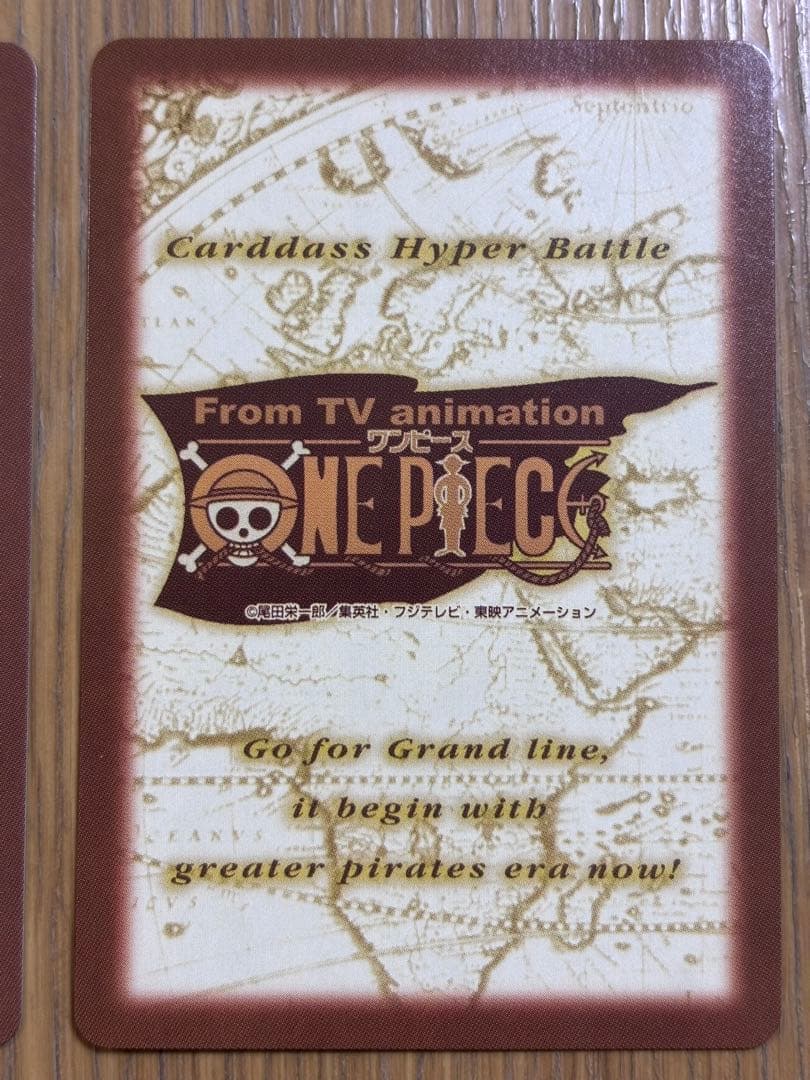 Septentrio
Carddass Hyper Battle
From TV animation
ワンピース
ONE PIECE
©尾田栄一郎／集英社・フジテレビ・東映アニメーション
Go for Grand line,
it begin with
greater pirates era now!